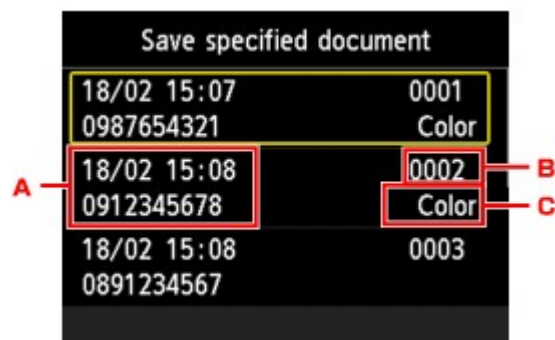 Save specified document
18/02 15:07 0001
0987654321 Color
A 18/02 15:08 0002 B
0912345678 Color C
18/02 15:08 0003
0891234567